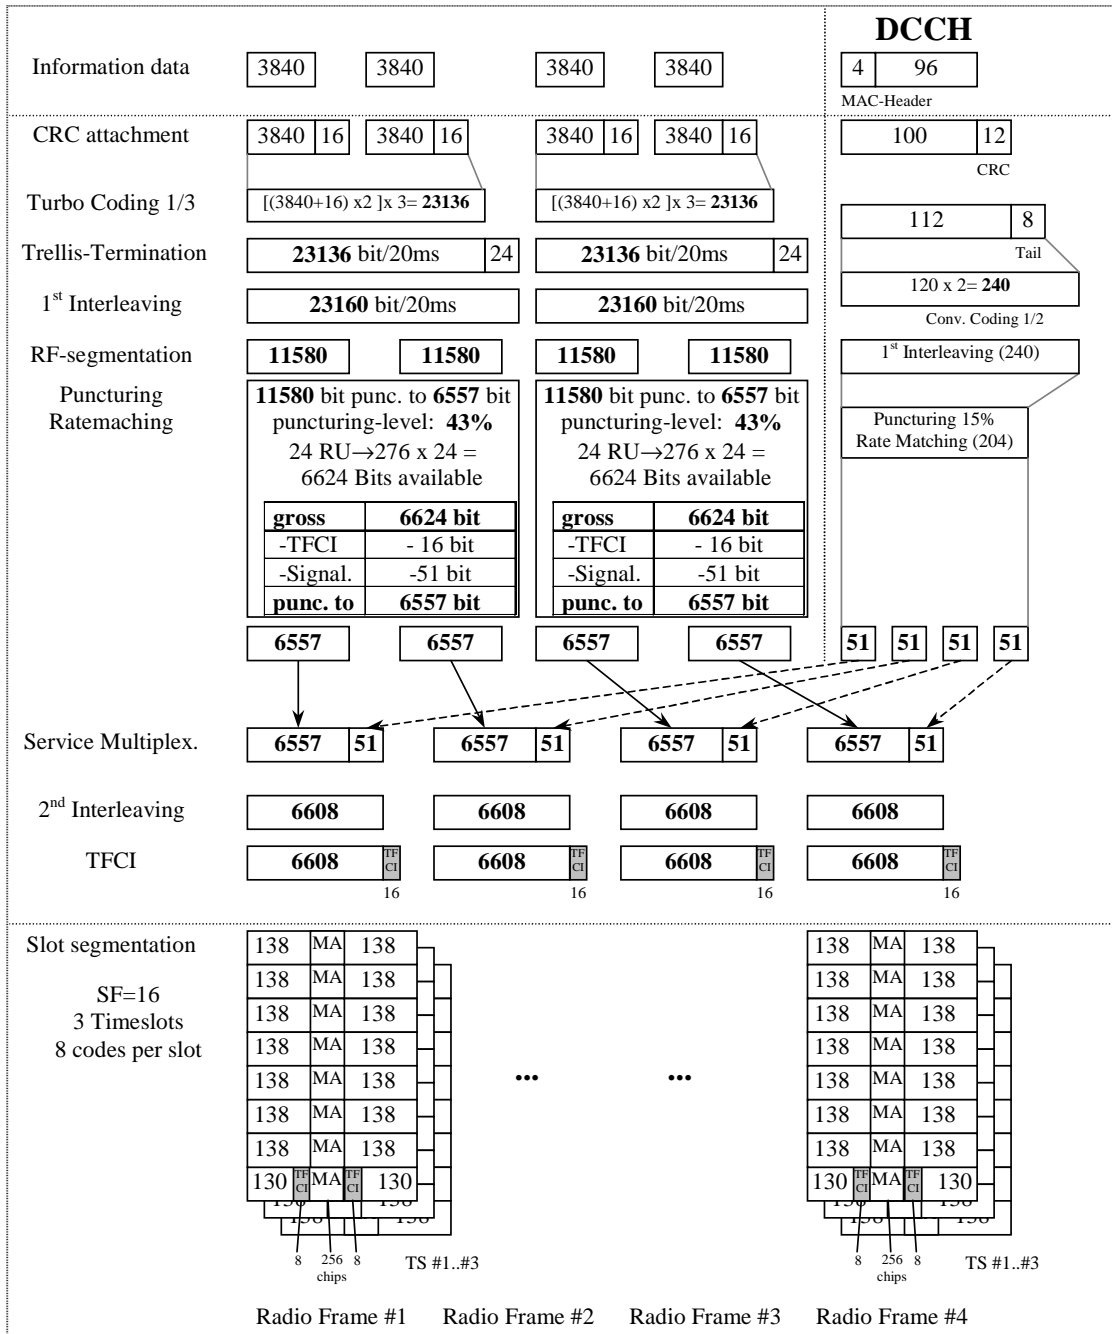 DCCH
Information data
3840 3840 3840 3840 4 96
MAC-Header
CRC attachment
3840 16 3840 16 3840 16 3840 16 100 12
CRC
Turbo Coding 1/3
[(3840+16) x2 ]x 3= 23136 [(3840+16) x2 ]x 3= 23136
112 8
Tail
Trellis-Termination
23136 bit/20ms 24 23136 bit/20ms 24
120 x 2= 240
Conv. Coding 1/2
1st Interleaving
23160 bit/20ms 23160 bit/20ms
RF-segmentation
11580 11580 11580 11580 1st Interleaving (240)
Puncturing
Ratemaching
11580 bit punc. to 6557 bit
puncturing-level: 43%
24 RU→276 x 24 =
6624 Bits available
gross 6624 bit
-TFCI - 16 bit
-Signal. -51 bit
punc. to 6557 bit
11580 bit punc. to 6557 bit
puncturing-level: 43%
24 RU→276 x 24 =
6624 Bits available
gross 6624 bit
-TFCI - 16 bit
-Signal. -51 bit
punc. to 6557 bit
Puncturing 15%
Rate Matching (204)
6557 6557 6557 6557 51 51 51 51
Service Multiplex.
6557 51 6557 51 6557 51 6557 51
2nd Interleaving
6608 6608 6608 6608
TFCI
6608 TF CI 6608 TF CI 6608 TF CI 6608 TF CI
16 16 16 16
Slot segmentation
SF=16
3 Timeslots
8 codes per slot
138 MA 138 138 MA 138
138 MA 138 138 MA 138
138 MA 138 138 MA 138
138 MA 138 138 MA 138
138 MA 138 ... ... 138 MA 138
138 MA 138 138 MA 138
138 MA 138 138 MA 138
130 TF CI MA TF CI 130 130 TF CI MA TF CI 130
8 256 chips 8 TS #1..#3 8 256 chips 8 TS #1..#3
Radio Frame #1 Radio Frame #2 Radio Frame #3 Radio Frame #4